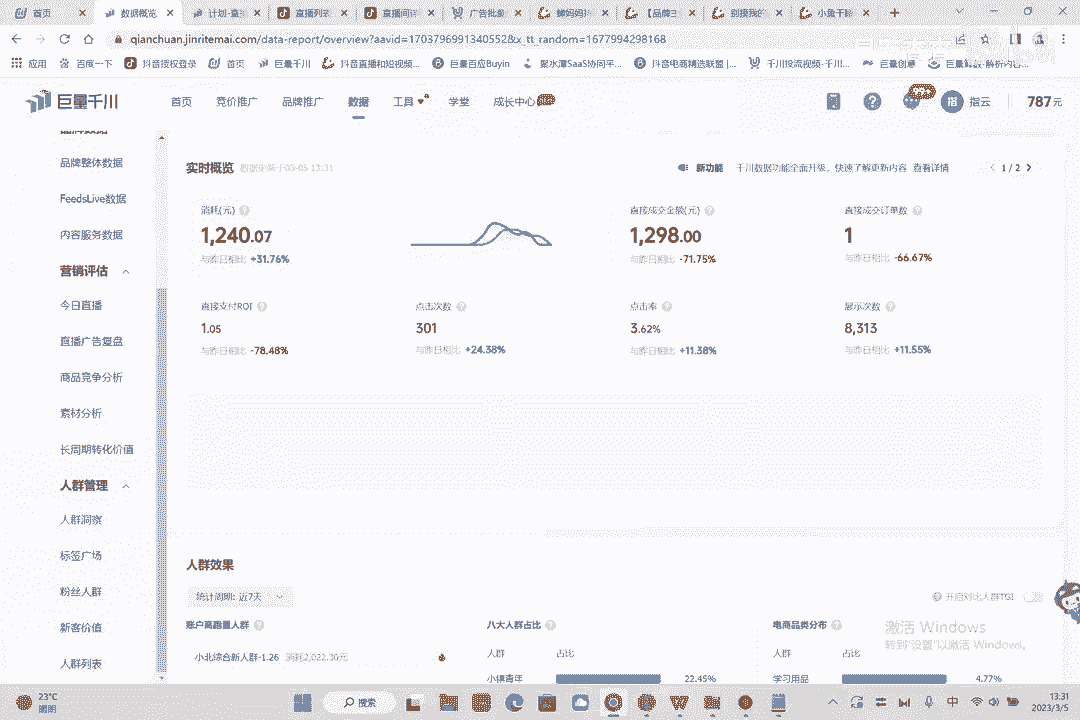 首页
数据概览
计划-直
直播列表
直播间详
广告批量
蝉妈妈抖
【品牌主
别摸我的
小鱼干除
qianchuan.jinritemai.com/data-report/overview?aavid=1703796991340552&x_tt_random=1677994298168
应用 百度一下 抖音授权登录 首页 巨量千川 抖音直播和短视频... 巨量百应Buyin 聚水潭SaaS协同平... 抖音电商精选联盟 |... 千川投流视频-千川... 巨量创意 巨量算数-解析内容...
巨量千川 首页 竞价推广 品牌推广 数据 工具 学堂 成长中心 99+ 指 指云 787元
品牌整体数据
FeedsLive数据
内容服务数据
营销评估
今日直播
直播广告复盘
商品竞争分析
素材分析
长周期转化价值
人群管理
人群洞察
标签广场
粉丝人群
新客价值
人群列表
实时概览 数据更新于03-05 13:31 新功能 千川数据功能全面升级，快速了解更新内容 查看详情 1 / 2
消耗(元) 直接成交金额(元) 直接成交订单数
1,240.07 1,298.00 1
与昨日相比 +31.76% 与昨日相比 -71.75% 与昨日相比 -66.67%
直接支付ROI 点击次数 点击率 展示次数
1.05 301 3.62% 8,313
与昨日相比 -78.48% 与昨日相比 +24.38% 与昨日相比 +11.38% 与昨日相比 +11.55%
人群效果
统计周期: 近7天 开启对比人群TGI
账户高跑量人群 八大人群占比 电商品类分布
人群 占比 人群 占比
小北综合新人群-1.26 消耗2,022.30元 小镇青年 22.45% 学习用品 4.77%
激活 Windows
转到"设置"以激活 Windows。
23°C
晴朗
搜索
中
13:31
2023/3/5